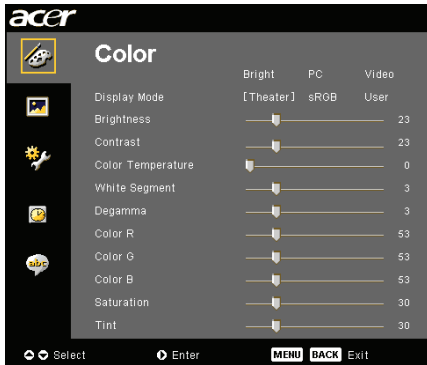 acer
Color
Bright PC Video
Display Mode [Theater] sRGB User
Brightness 23
Contrast 23
Color Temperature 0
White Segment 3
Degamma 3
Color R 53
Color G 53
Color B 53
Saturation 30
Tint 30
abc
Select Enter MENU BACK Exit